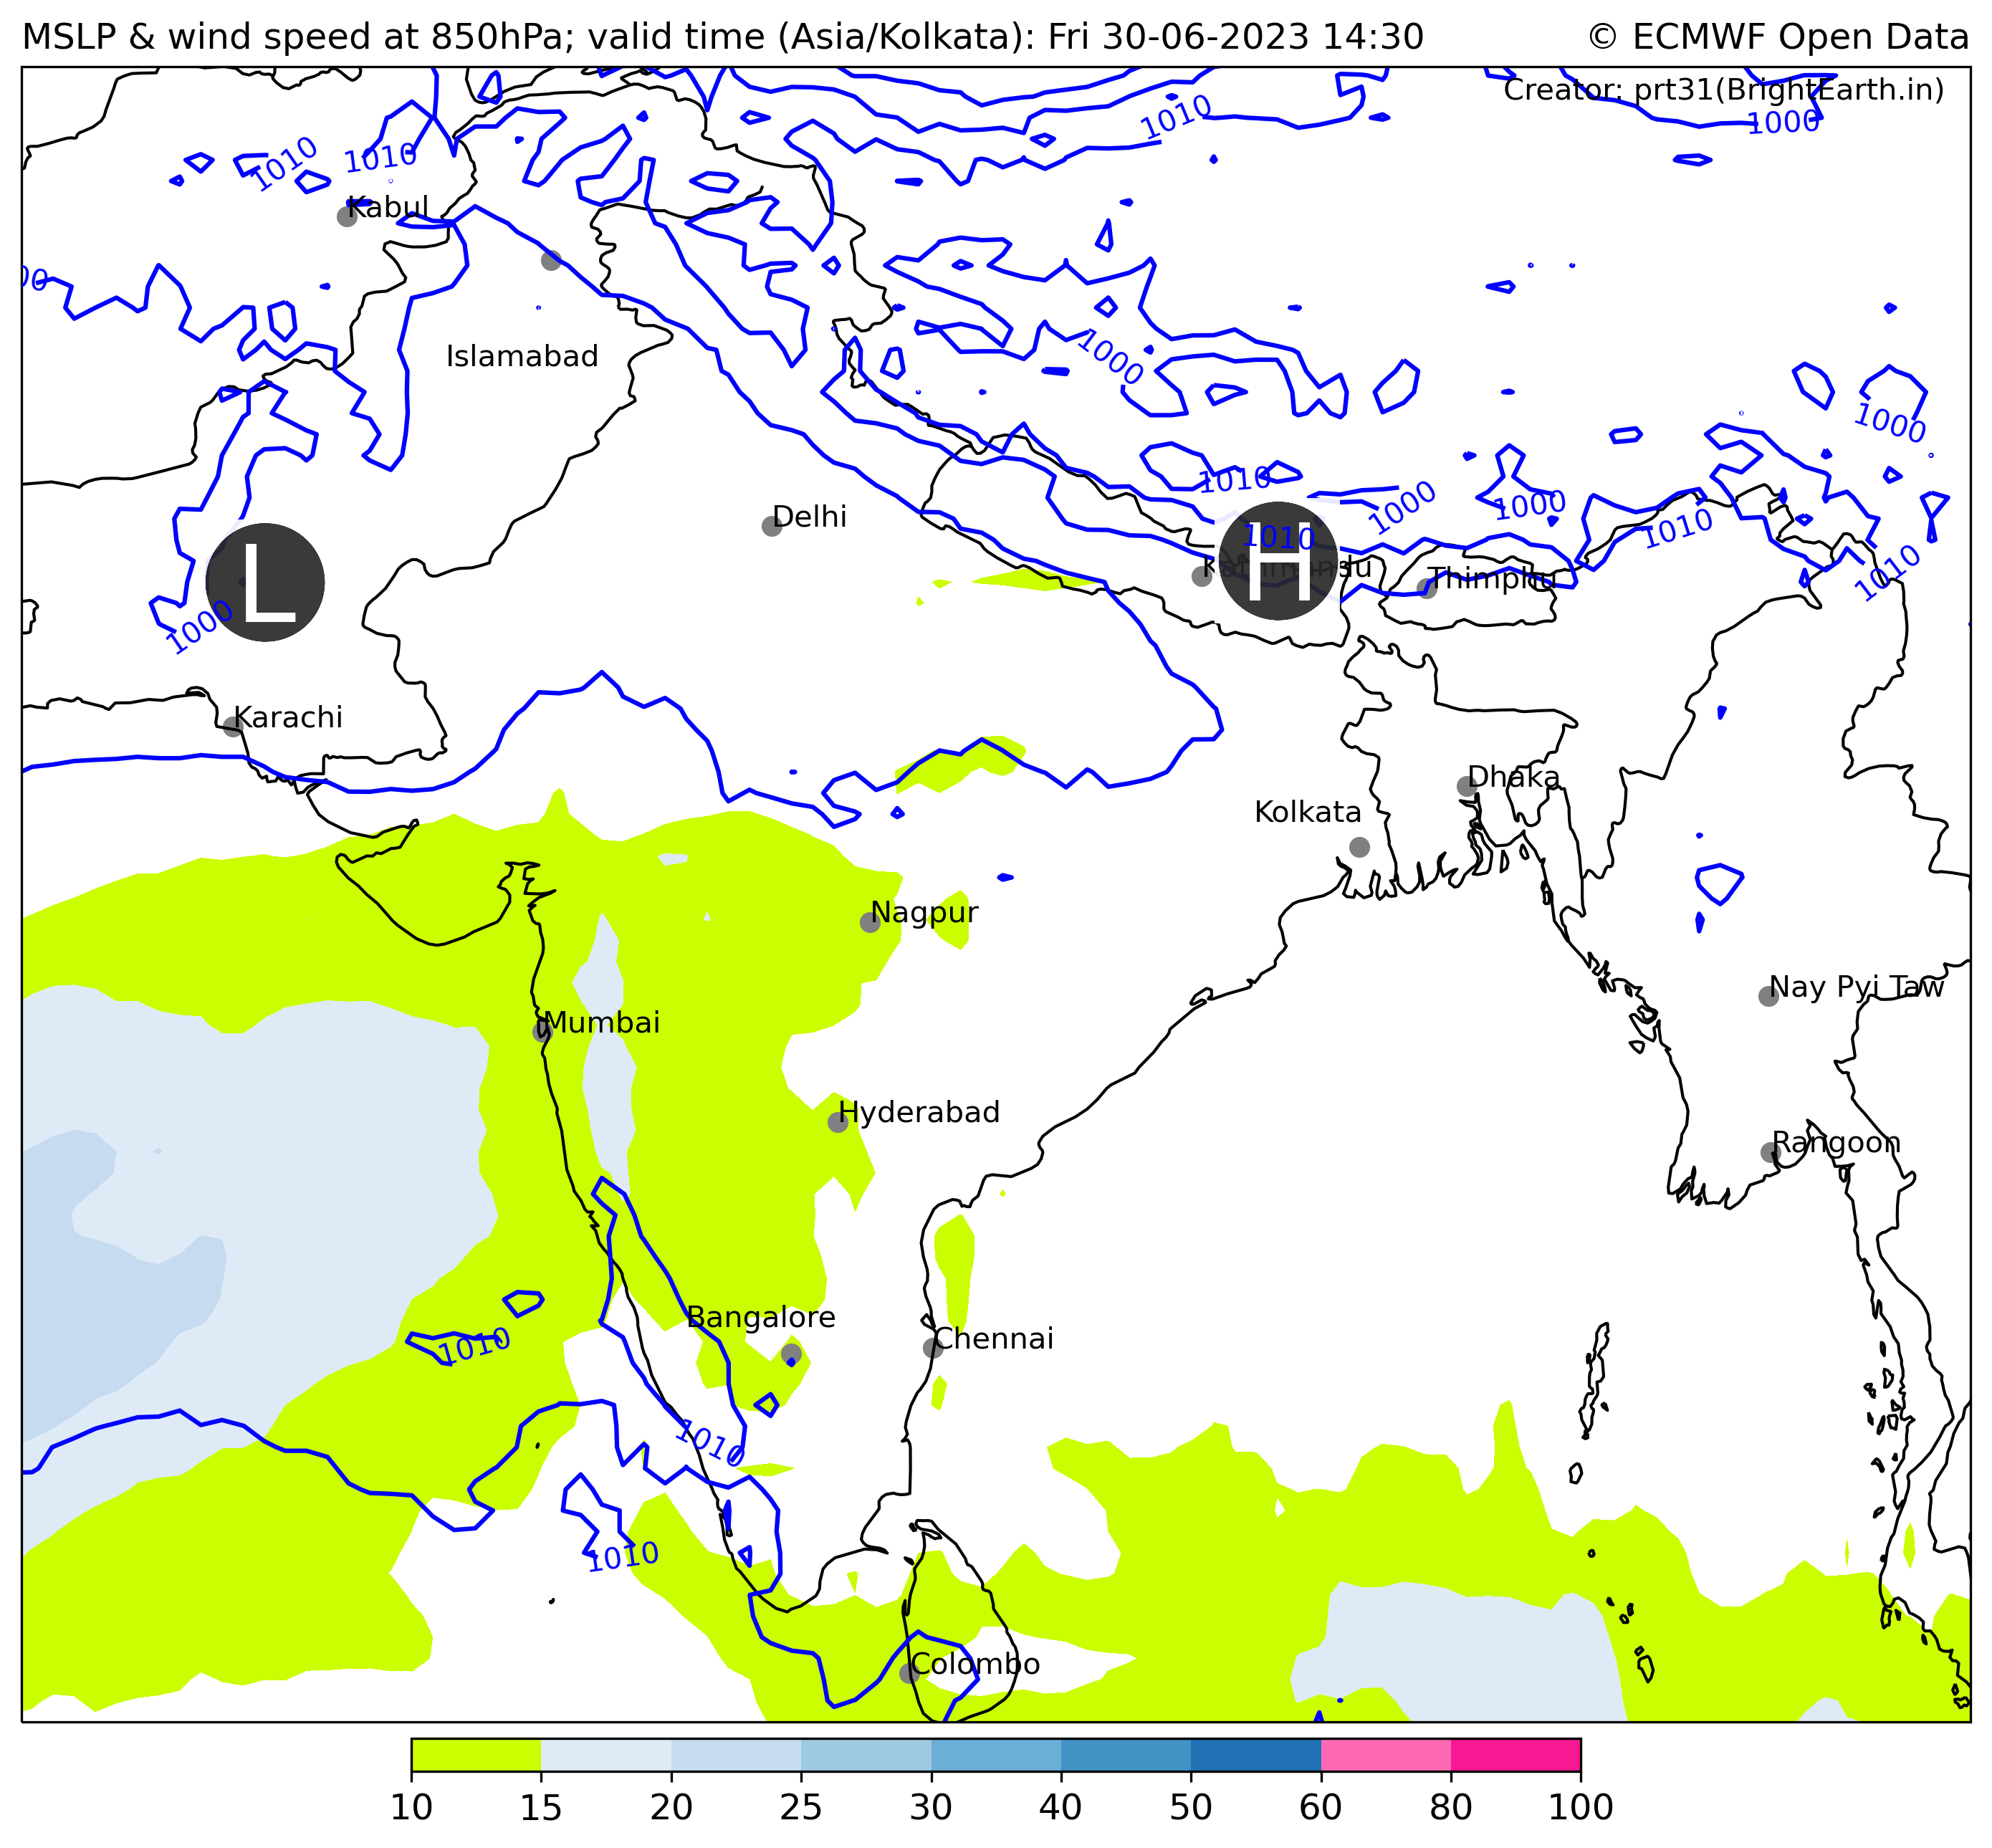 MSLP & wind speed at 850hPa; valid time (Asia/Kolkata): Fri 30-06-2023 14:30
© ECMWF Open Data
Creator: prt31(BrightEarth.in)
1010
1000
1010
1010
Kabul
Islamabad
1000
1000
Delhi
1010
1000
1000
1010
1010
H
L
Thimphu
1010
1000
Karachi
Dhaka
Kolkata
Nagpur
Nay Pyi Taw
Mumbai
Hyderabad
Rangoon
Bangalore
Chennai
1010
1010
1010
Colombo
10 15 20 25 30 40 50 60 80 100